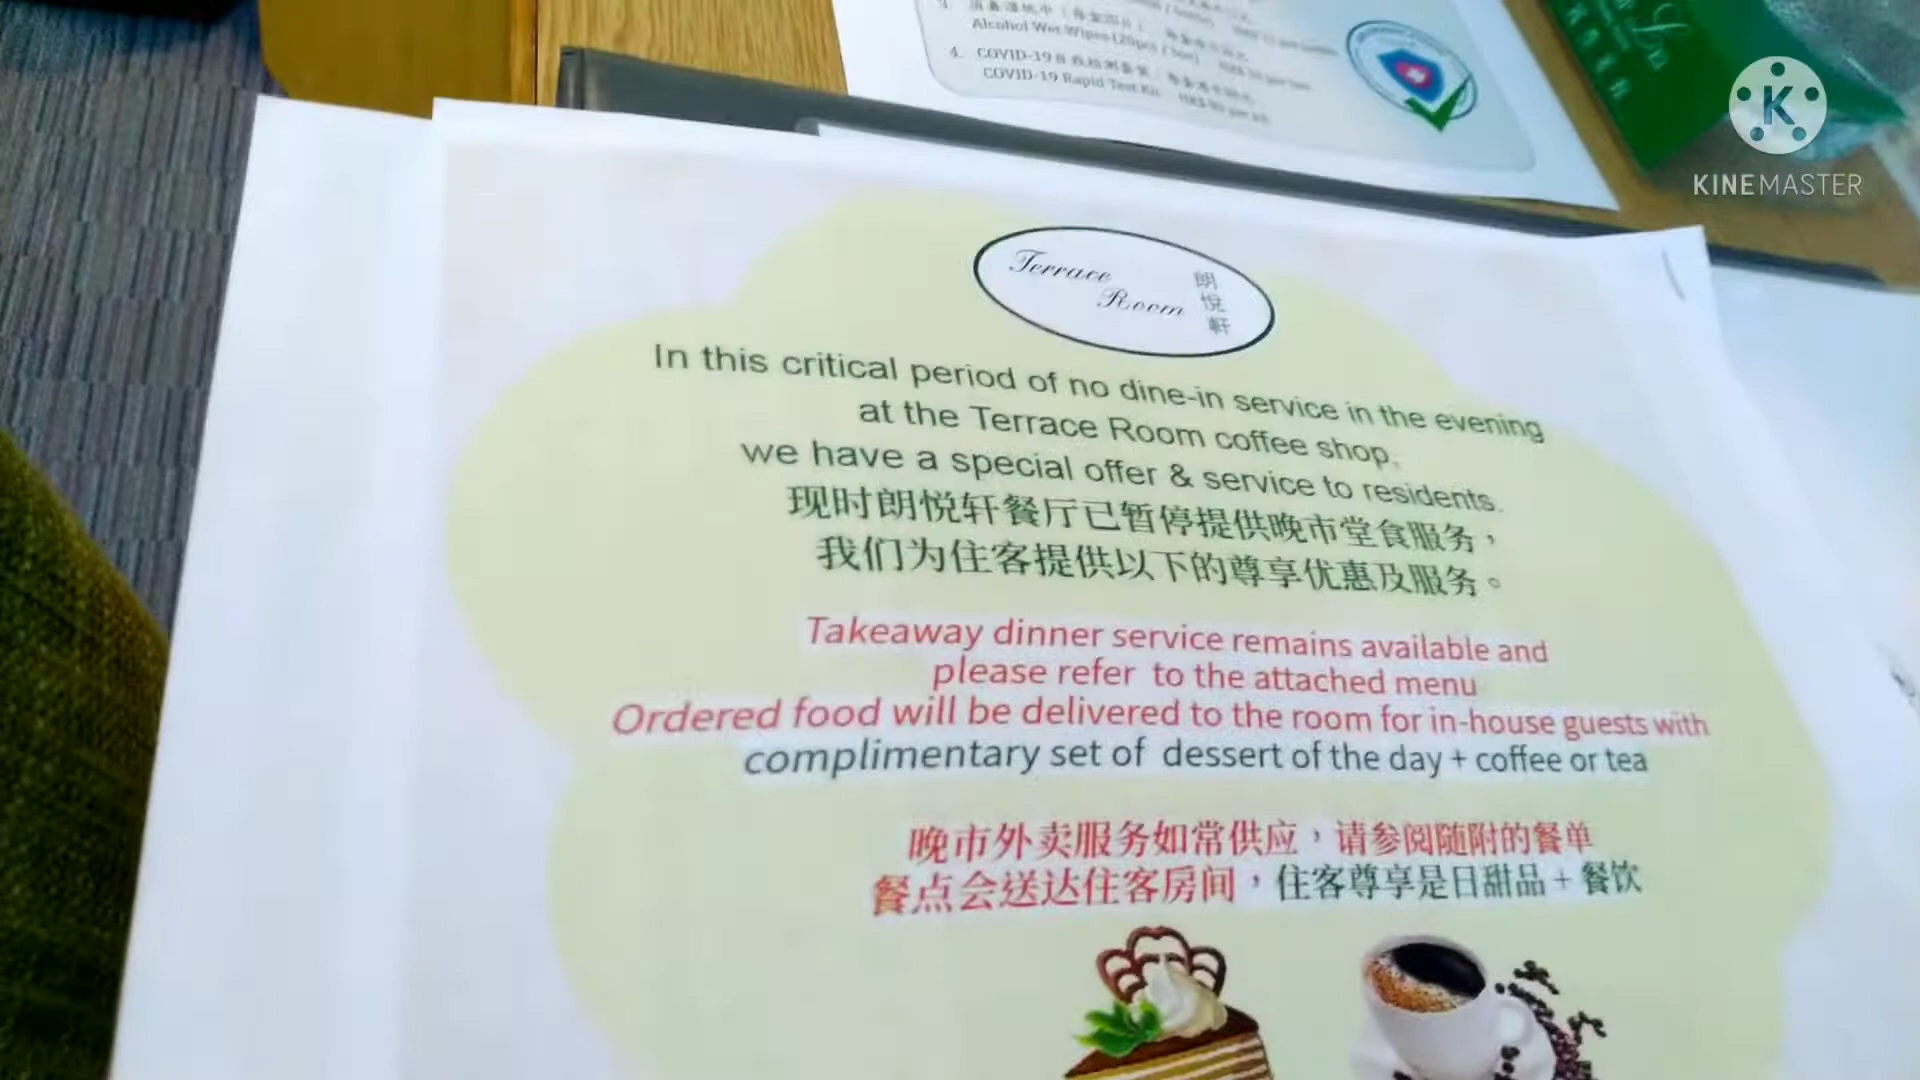 Alcohol Wet Wipes (20pcs / box)
4. COVID-19
COVID-19 Rapid Test Kit
KINEMASTER
Terrace
Room
朗悅軒
In this critical period of no dine-in service in the evening
at the Terrace Room coffee shop,
we have a special offer & service to residents.
现时朗悦轩餐厅已暂停提供晚市堂食服务，
我们为住客提供以下的尊享优惠及服务。
Takeaway dinner service remains available and
please refer to the attached menu
Ordered food will be delivered to the room for in-house guests with
complimentary set of dessert of the day + coffee or tea
晚市外卖服务如常供应，请参阅随附的餐单
餐点会送达住客房间，住客尊享是日甜品 + 餐饮